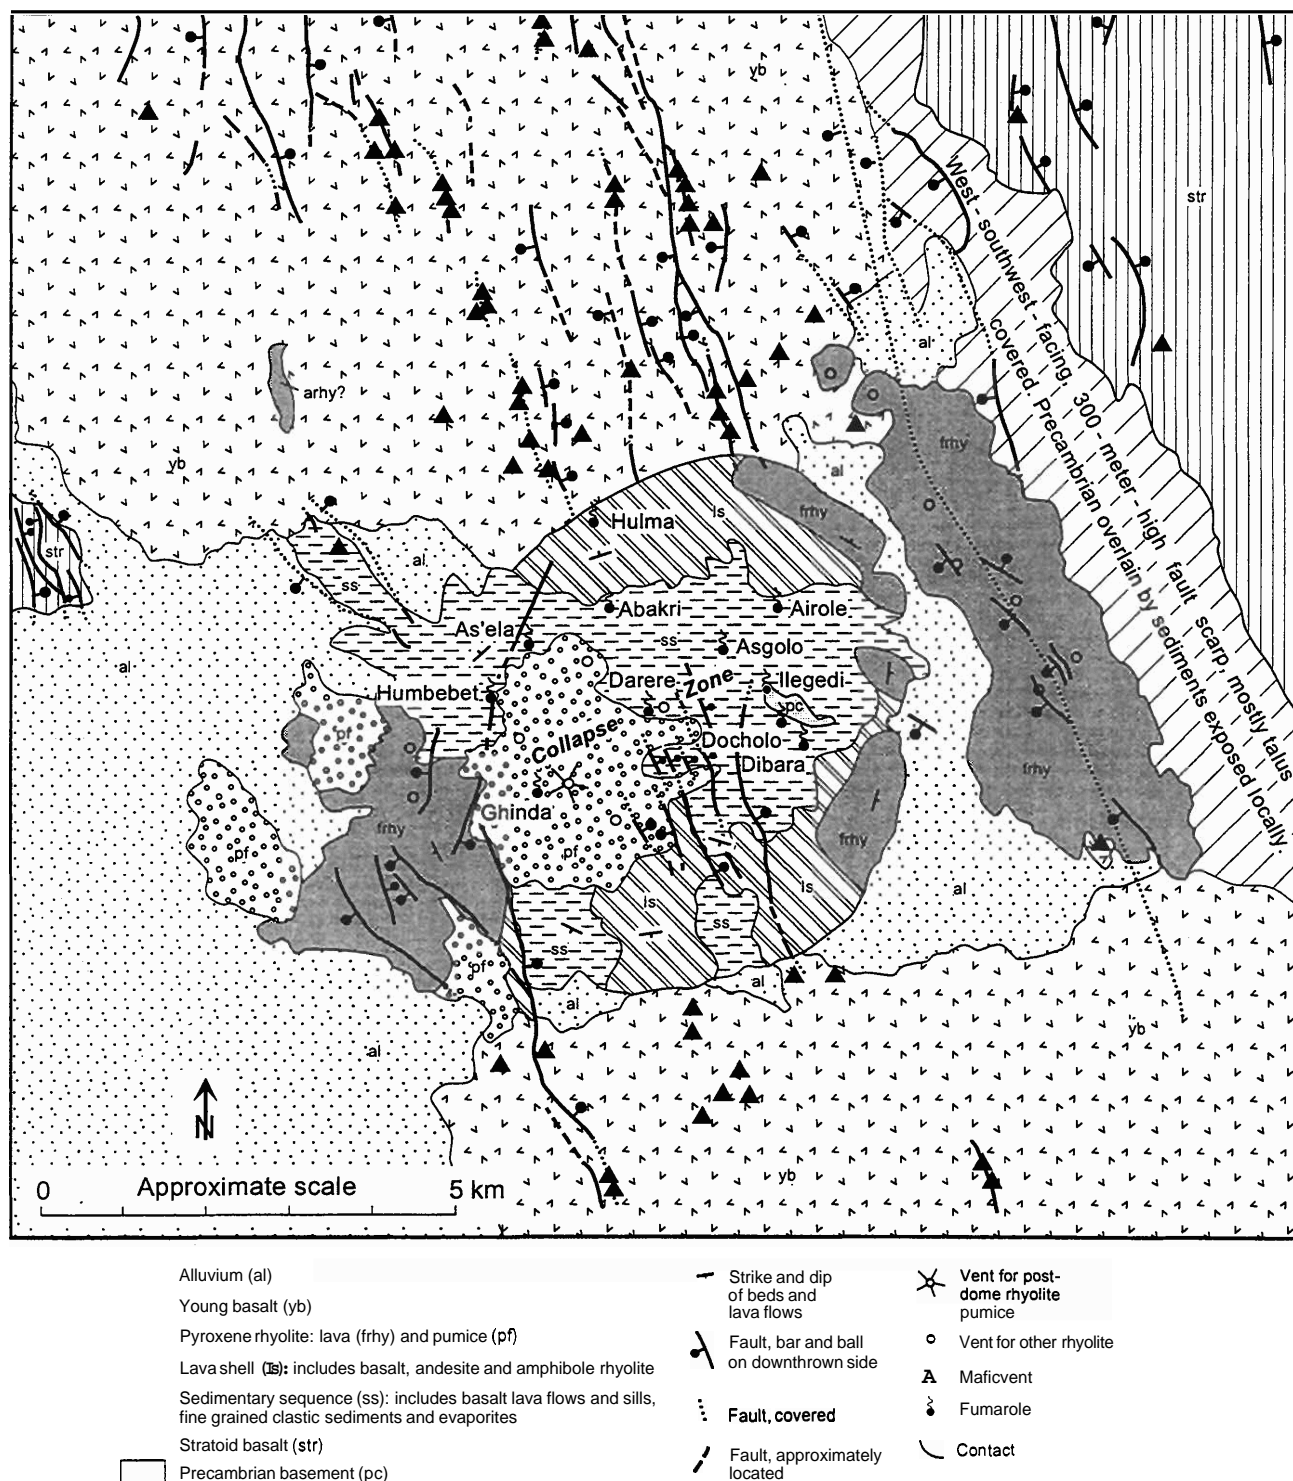 yb
West - southwest - facing, 300 - meter - high fault scarp, mostly talus
covered. Precambrian overlain by sediments exposed locally.
str
al
arhy?
frhy
yb
al
ls
frhy
Hulma
str
al
ss
Abakri
Airole
As'ela
ss
Asgolo
al
Darere
Zone
Ilegedi
Humbebet
pc
pf
Collapse
Docholo
Dibara
frhy
Ghinda
frhy
frhy
pf
pf
ls
ls
al
ss
ss
pf
al
al
yb
al
N
yb
0 Approximate scale 5 km
Alluvium (al)
Young basalt (yb)
Pyroxene rhyolite: lava (frhy) and pumice (pf)
Lava shell (Is): includes basalt, andesite and amphibole rhyolite
Sedimentary sequence (ss): includes basalt lava flows and sills,
fine grained clastic sediments and evaporites
Stratoid basalt (str)
Precambrian basement (pc)
Strike and dip
of beds and
lava flows
Fault, bar and ball
on downthrown side
Fault, covered
Fault, approximately
located
Vent for post-
dome rhyolite
pumice
Vent for other rhyolite
A Maficvent
Fumarole
Contact